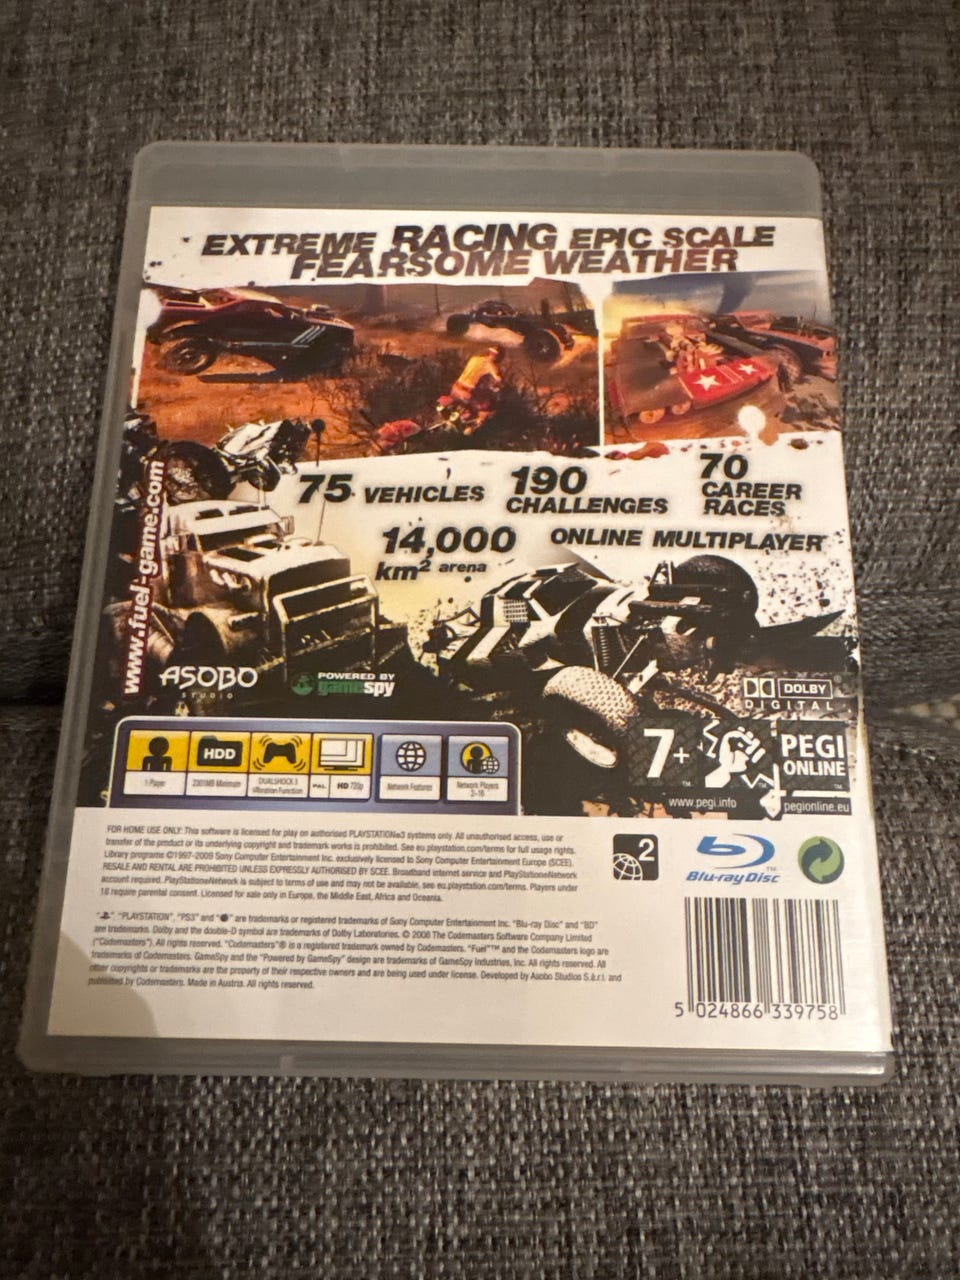 EXTREME RACING EPIC SCALE
FEARSOME WEATHER
75 VEHICLES
190 CHALLENGES
70 CAREER RACES
14,000 km² arena
ONLINE MULTIPLAYER
www.fuel-game.com
ASOBO
STUDIO
POWERED BY
gamespy
DOLBY
DIGITAL
1-Player
HDD
2301MB Minimum
DUALSHOCK 3
Vibration Function
PAL
HD 720p
Network Features
Network Players
2-16
7+
™
www.pegi.info
PEGI
ONLINE
™
pegionline.eu
FOR HOME USE ONLY: This software is licensed for play on authorised PLAYSTATION®3 systems only. All unauthorised access, use or
transfer of the product or its underlying copyright and trademark works is prohibited. See eu.playstation.com/terms for full usage rights.
Library programs ©1997-2009 Sony Computer Entertainment Inc. exclusively licensed to Sony Computer Entertainment Europe (SCEE).
RESALE AND RENTAL ARE PROHIBITED UNLESS EXPRESSLY AUTHORISED BY SCEE. Broadband internet service and PlayStation®Network
account required. PlayStation®Network is subject to terms of use and may not be available, see eu.playstation.com/terms. Players under
18 require parental consent. Licensed for sale only in Europe, the Middle East, Africa and Oceania.
2
Blu-ray Disc™
", "PLAYSTATION", "PS3" and " " are trademarks or registered trademarks of Sony Computer Entertainment Inc. "Blu-ray Disc" and "BD"
are trademarks. Dolby and the double-D symbol are trademarks of Dolby Laboratories. © 2008 The Codemasters Software Company Limited
("Codemasters"). All rights reserved. "Codemasters"® is a registered trademark owned by Codemasters. "Fuel"™ and the Codemasters logo are
trademarks of Codemasters. GameSpy and the "Powered by GameSpy" design are trademarks of GameSpy Industries, Inc. All rights reserved. All
other copyrights or trademarks are the property of their respective owners and are being used under license. Developed by Asobo Studios S.à.r.l. and
published by Codemasters. Made in Austria. All rights reserved.
5 024866 339758